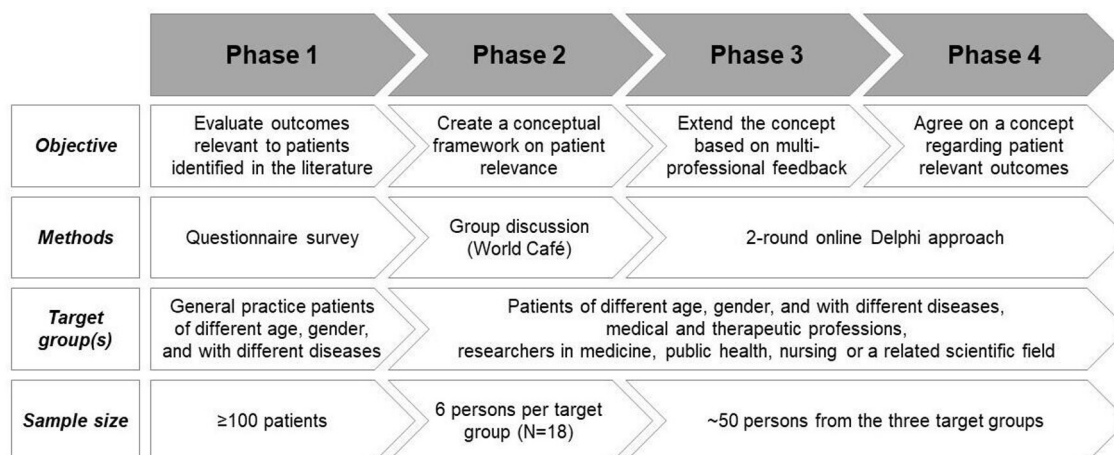 Phase 1
Phase 2
Phase 3
Phase 4
Objective
Evaluate outcomes
relevant to patients
identified in the literature
Create a conceptual
framework on patient
relevance
Extend the concept
based on multi-
professional feedback
Agree on a concept
regarding patient
relevant outcomes
Methods
Questionnaire survey
Group discussion
(World Café)
2-round online Delphi approach
Target
group(s)
General practice patients
of different age, gender,
and with different diseases
Patients of different age, gender, and with different diseases,
medical and therapeutic professions,
researchers in medicine, public health, nursing or a related scientific field
Sample size
≥100 patients
6 persons per target
group (N=18)
~50 persons from the three target groups